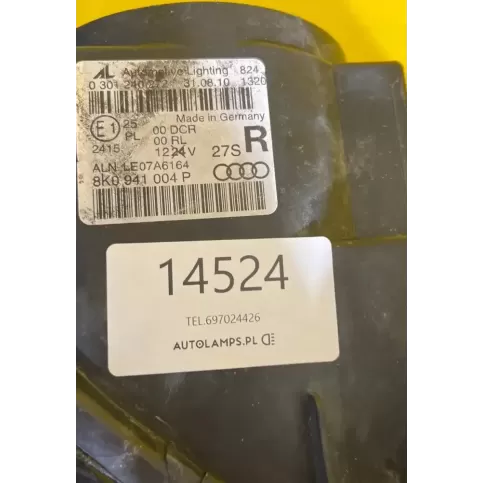 AL Automotive Lighting 824
0 301 240 272 31.08.10 1320
Made in Germany
E1 25 00 DCR
PL 00 RL
2415 12 24V 27S R
ALN LE07A6164
8K0 941 004 P
14524
TEL.697024426
AUTOLAMPS.PL